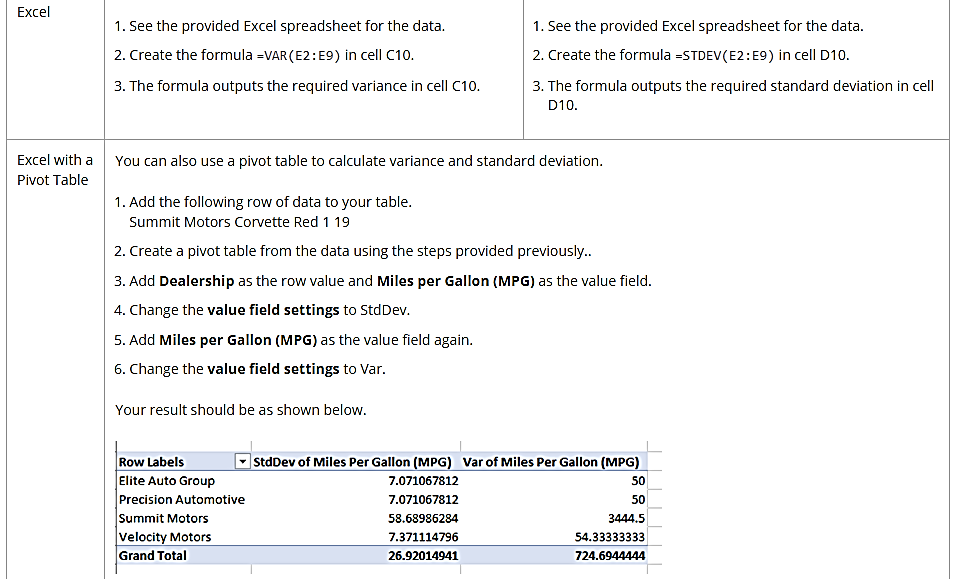 Excel
1. See the provided Excel spreadsheet for the data.
2. Create the formula =VAR(E2:E9) in cell C10.
3. The formula outputs the required variance in cell C10.
1. See the provided Excel spreadsheet for the data.
2. Create the formula =STDEV(E2:E9) in cell D10.
3. The formula outputs the required standard deviation in cell
D10.
Excel with a
Pivot Table
You can also use a pivot table to calculate variance and standard deviation.
1. Add the following row of data to your table.
Summit Motors Corvette Red 1 19
2. Create a pivot table from the data using the steps provided previously..
3. Add Dealership as the row value and Miles per Gallon (MPG) as the value field.
4. Change the value field settings to StdDev.
5. Add Miles per Gallon (MPG) as the value field again.
6. Change the value field settings to Var.
Your result should be as shown below.
Row Labels StdDev of Miles Per Gallon (MPG) Var of Miles Per Gallon (MPG)
Elite Auto Group 7.071067812 50
Precision Automotive 7.071067812 50
Summit Motors 58.68986284 3444.5
Velocity Motors 7.371114796 54.33333333
Grand Total 26.92014941 724.6944444